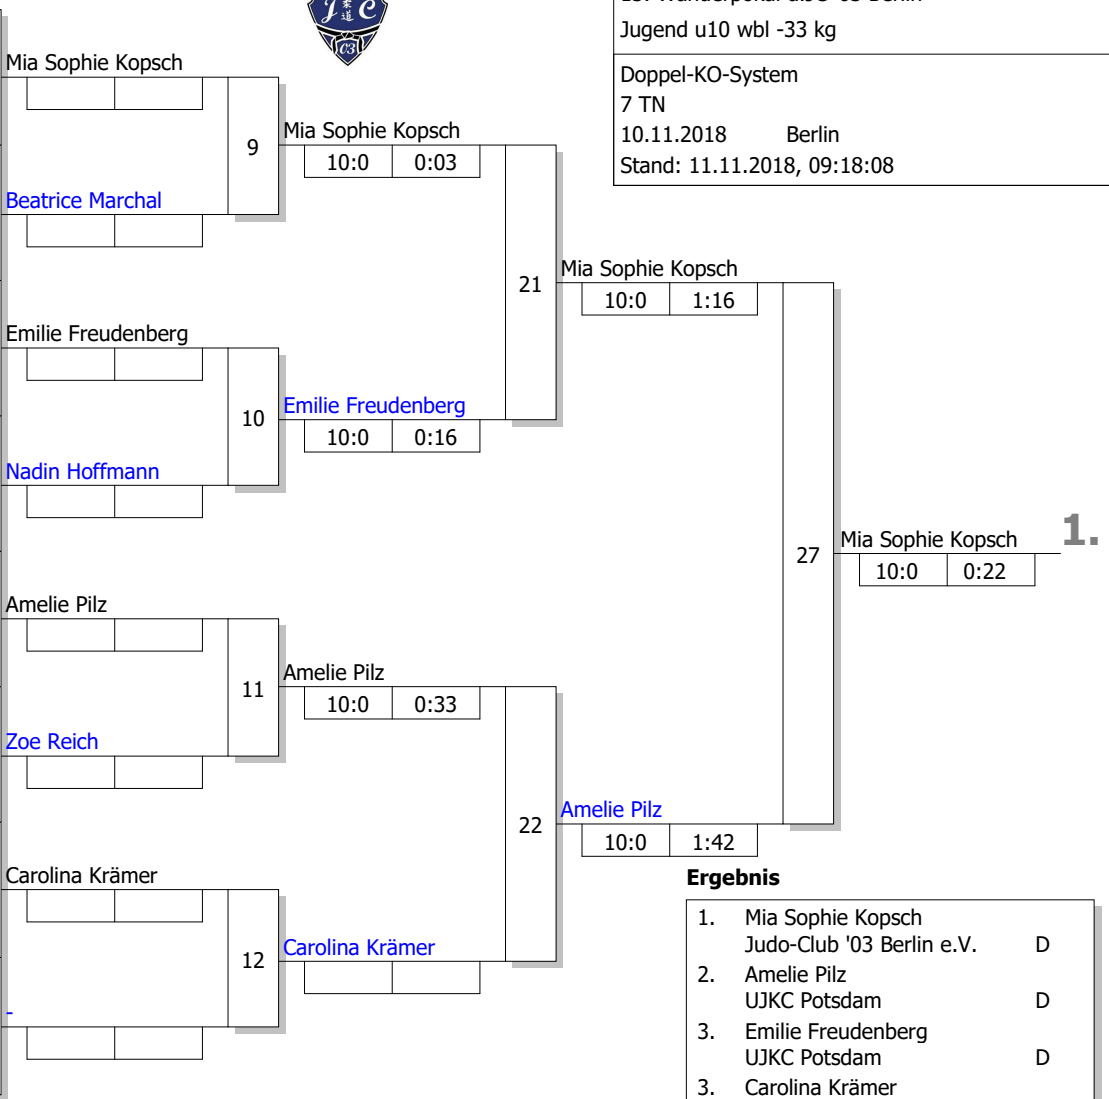 Jugend u10 wbl -33 kg
Doppel-KO-System
7 TN
10.11.2018 Berlin
Stand: 11.11.2018, 09:18:08
J C
柔道
03
Mia Sophie Kopsch
9
Mia Sophie Kopsch
10:0 0:03
Beatrice Marchal
21
Mia Sophie Kopsch
10:0 1:16
Emilie Freudenberg
10
Emilie Freudenberg
10:0 0:16
Nadin Hoffmann
27
Mia Sophie Kopsch
10:0 0:22
1.
Amelie Pilz
11
Amelie Pilz
10:0 0:33
Zoe Reich
22
Amelie Pilz
10:0 1:42
Carolina Krämer
12
Carolina Krämer
-
Ergebnis
1. Mia Sophie Kopsch
Judo-Club '03 Berlin e.V. D
2. Amelie Pilz
UJKC Potsdam D
3. Emilie Freudenberg
UJKC Potsdam D
3. Carolina Krämer